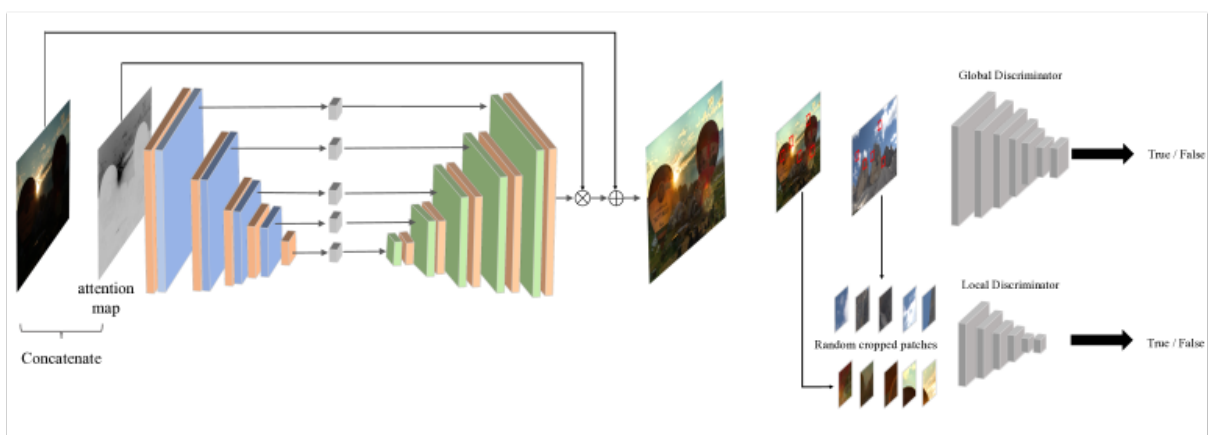 attention
map
Concatenate
Global Discriminator
True / False
Local Discriminator
Random cropped patches
True / False